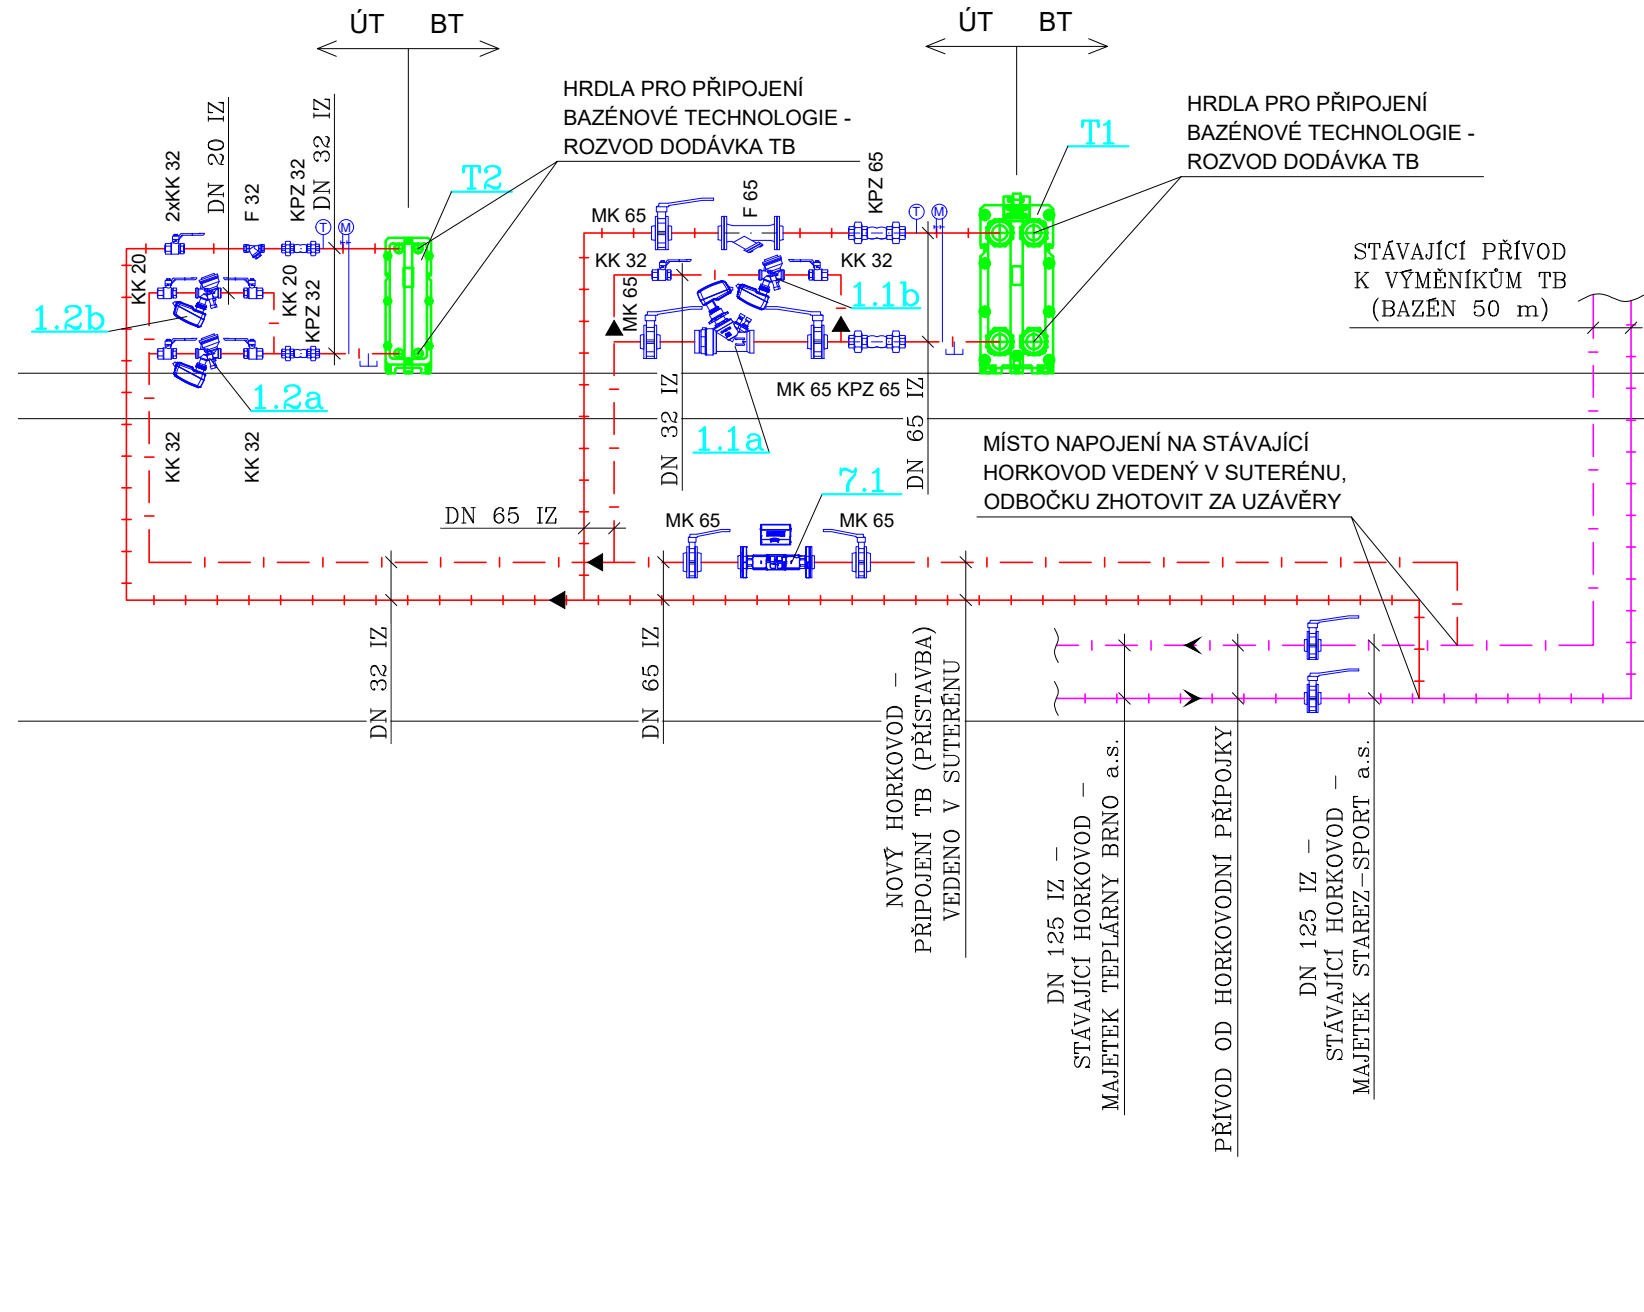 ÚT BT
ÚT BT
HRDLA PRO PŘIPOJENÍ
BAZÉNOVÉ TECHNOLOGIE -
ROZVOD DODÁVKA TB
HRDLA PRO PŘIPOJENÍ
BAZÉNOVÉ TECHNOLOGIE -
ROZVOD DODÁVKA TB
T2
T1
2xKK 32
DN 20 IZ
F 32
KPZ 32
DN 32 IZ
T M
MK 65
F 65
KPZ 65
T M
STÁVAJÍCÍ PŘÍVOD
K VÝMĚNÍKŮM TB
(BAZÉN 50 m)
KK 20
KK 20
KPZ 32
KK 32
KK 32
MK 65
1.2b
1.1b
1.2a
1.1a
MK 65 KPZ 65
KK 32
KK 32
DN 32 IZ
DN 65 IZ
MÍSTO NAPOJENÍ NA STÁVAJÍCÍ
HORKOVOD VEDENÝ V SUTERÉNU,
ODBOČKU ZHOTOVIT ZA UZÁVĚRY
7.1
DN 65 IZ
MK 65
MK 65
DN 32 IZ
DN 65 IZ
NOVÝ HORKOVOD -
PŘIPOJENÍ TB (PŘÍSTAVBA)
VEDENO V SUTERÉNU
DN 125 IZ -
STÁVAJÍCÍ HORKOVOD -
MAJETEK TEPLÁRNY BRNO a.s.
PŘÍVOD OD HORKOVODNÍ PŘÍPOJKY
DN 125 IZ -
STÁVAJÍCÍ HORKOVOD -
MAJETEK STAREZ-SPORT a.s.